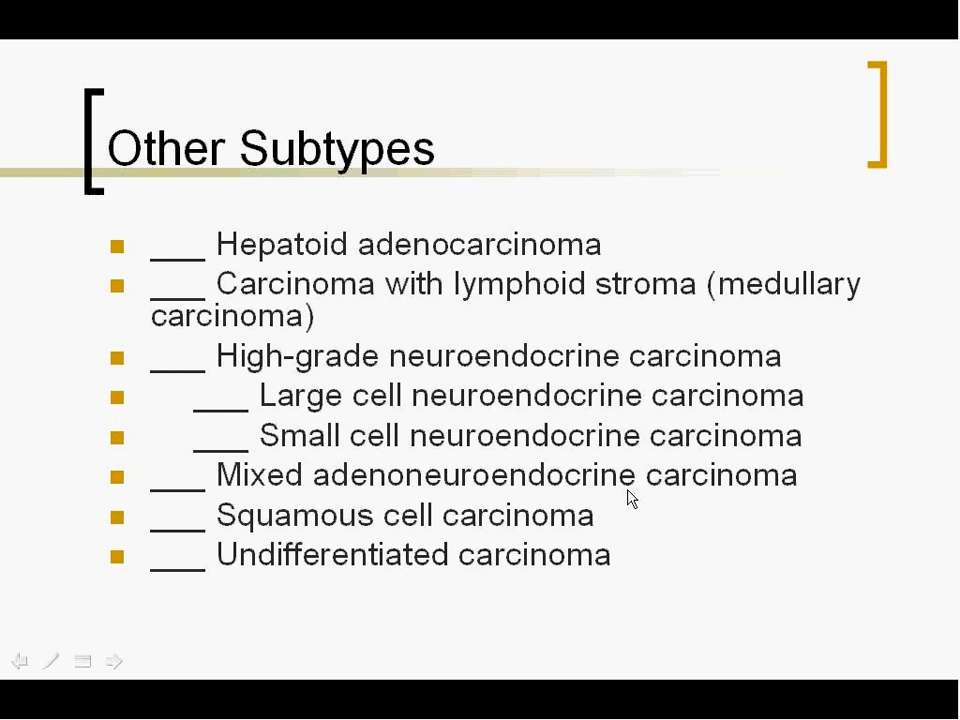 Other Subtypes
___ Hepatoid adenocarcinoma
___ Carcinoma with lymphoid stroma (medullary
carcinoma)
___ High-grade neuroendocrine carcinoma
___ Large cell neuroendocrine carcinoma
___ Small cell neuroendocrine carcinoma
___ Mixed adenoneuroendocrine carcinoma
___ Squamous cell carcinoma
___ Undifferentiated carcinoma